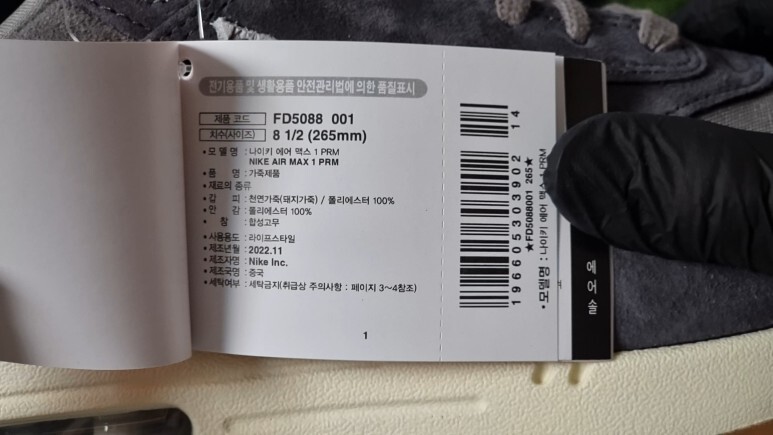 전기용품 및 생활용품 안전관리법에 의한 품질표시
제품 코드 FD5088 001
치수(사이즈) 8 1/2 (265mm)
• 모 델 명 : 나이키 에어 맥스 1 PRM
NIKE AIR MAX 1 PRM
• 품 명 : 가죽제품
• 재료의 종류
• 갑 피 : 천연가죽(돼지가죽) / 폴리에스터 100%
• 안 감 : 폴리에스터 100%
• 창 : 합성고무
• 사용용도 : 라이프스타일
• 제조년월 : 2022.11
• 제조자명 : Nike Inc.
• 제조국명 : 중국
• 세탁여부 : 세탁금지(취급상 주의사항 : 페이지 3~4참조)
1
196605303902 14
★FD5088001 265★
• 모델명 : 나이키 에어 맥스 1 PRM
에어 솔